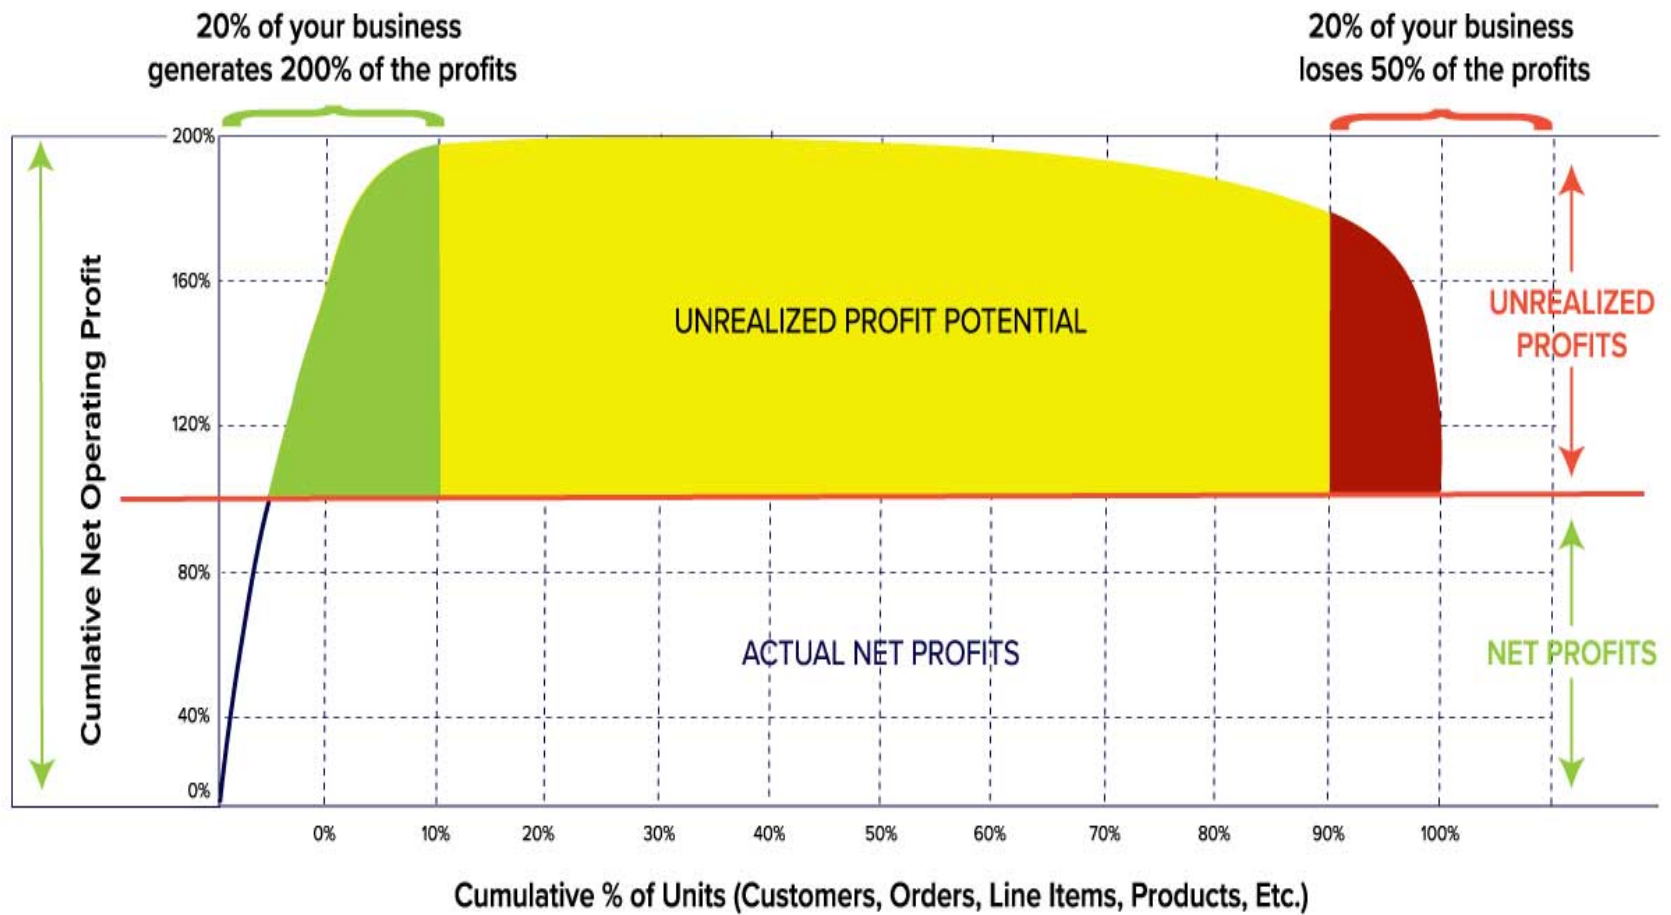 20% of your business
generates 200% of the profits
20% of your business
loses 50% of the profits
200%
160%
120%
80%
40%
0%
Cumlative Net Operating Profit
UNREALIZED PROFIT POTENTIAL
UNREALIZED
PROFITS
ACTUAL NET PROFITS
NET PROFITS
0%
10%
20%
30%
40%
50%
60%
70%
80%
90%
100%
Cumulative % of Units (Customers, Orders, Line Items, Products, Etc.)